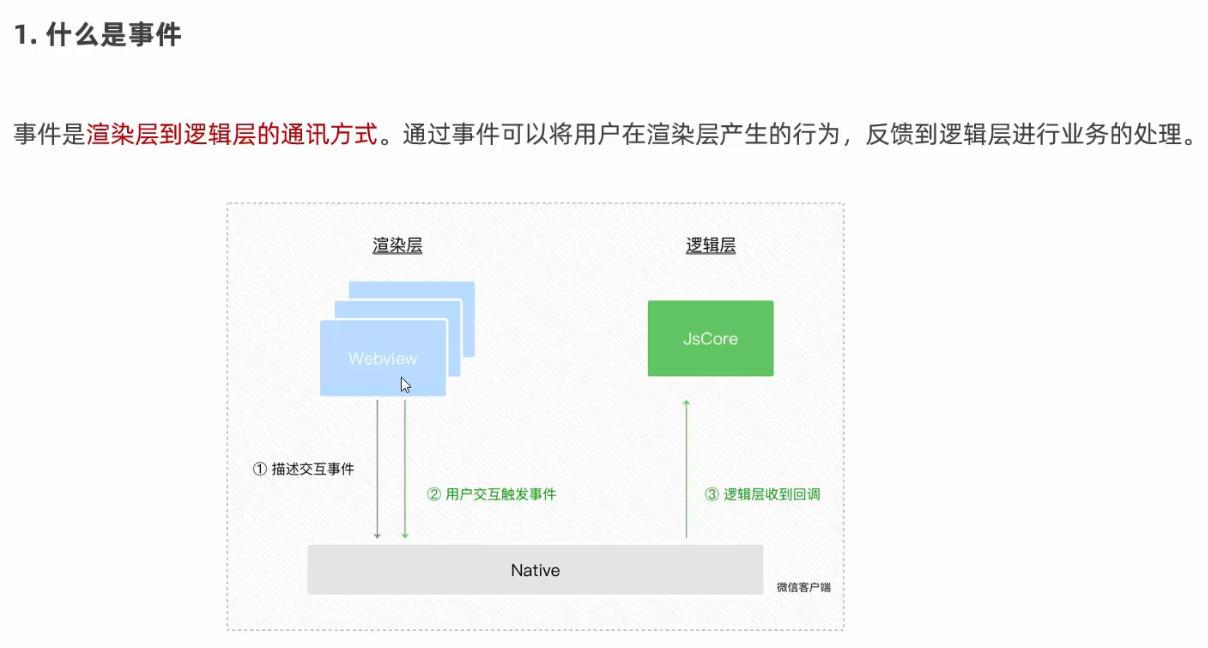 1. 什么是事件
事件是渲染层到逻辑层的通讯方式。通过事件可以将用户在渲染层产生的行为，反馈到逻辑层进行业务的处理。
渲染层
逻辑层
JsCore
Webview
① 描述交互事件
② 用户交互触发事件
③ 逻辑层收到回调
Native
微信客户端